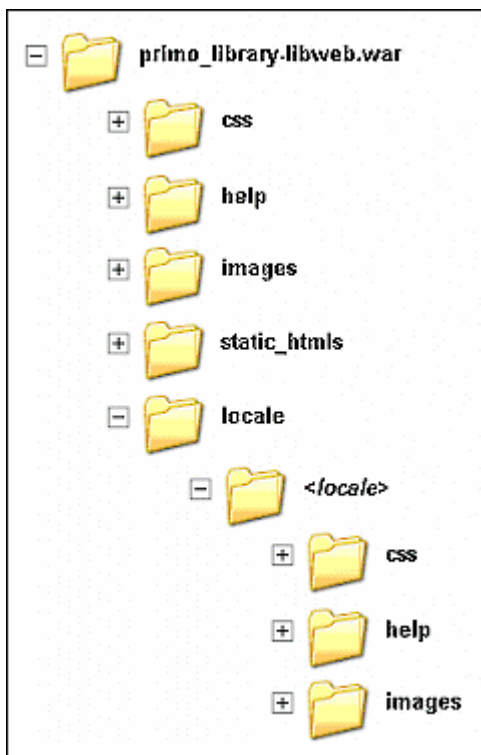 primo_library-libweb.war
css
help
images
static_htmls
locale
<locale>
css
help
images